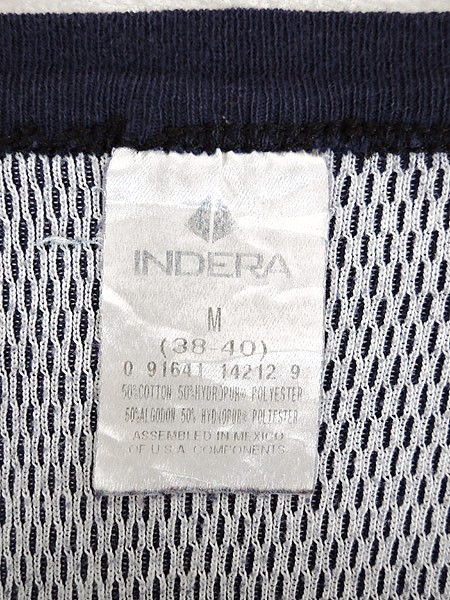 INDERA
M
(38-40)
0 91641 14212 9
50%COTTON 50%HYDROPUR® POLYESTER
50%ALGODON 50% HYDROPUR® POLIESTER
ASSEMBLED IN MEXICO
OF U.S.A. COMPONENTS